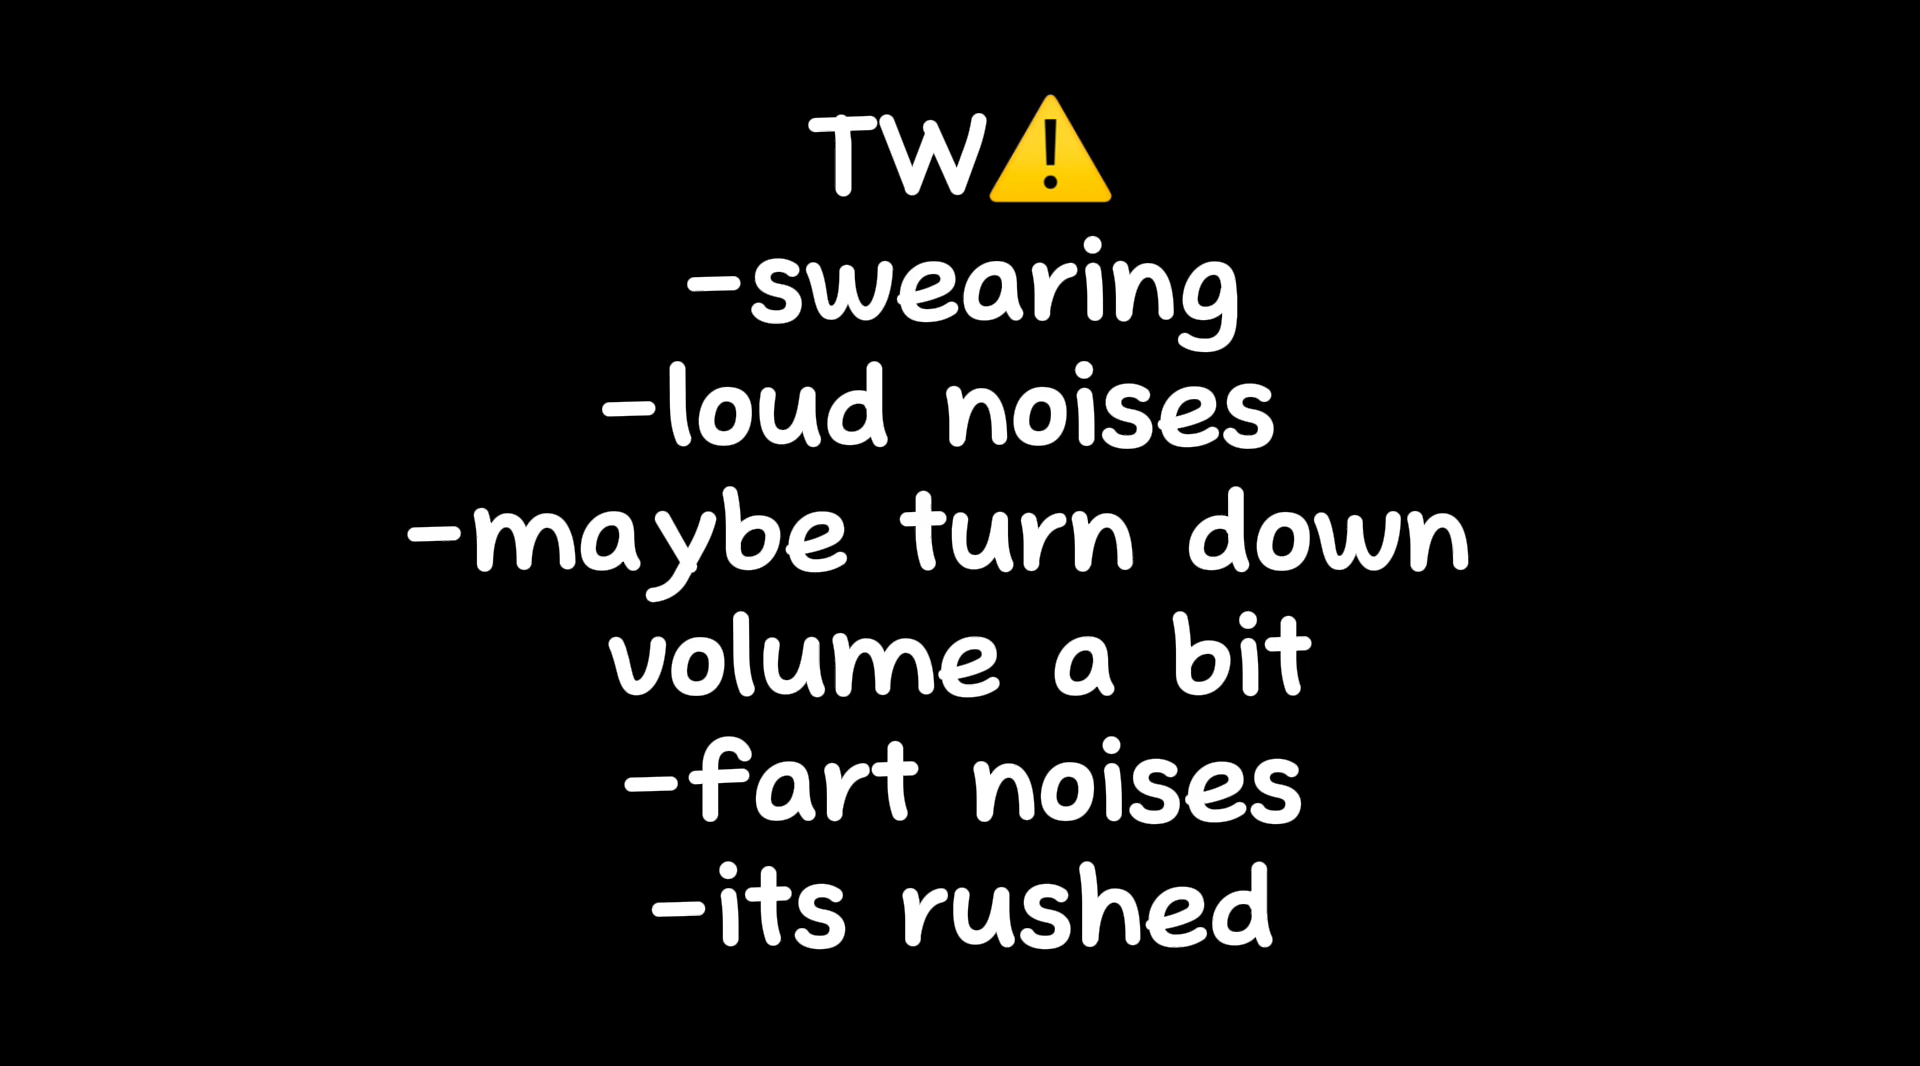 TW⚠️
-swearing
-loud noises
-maybe turn down
volume a bit
-fart noises
-its rushed